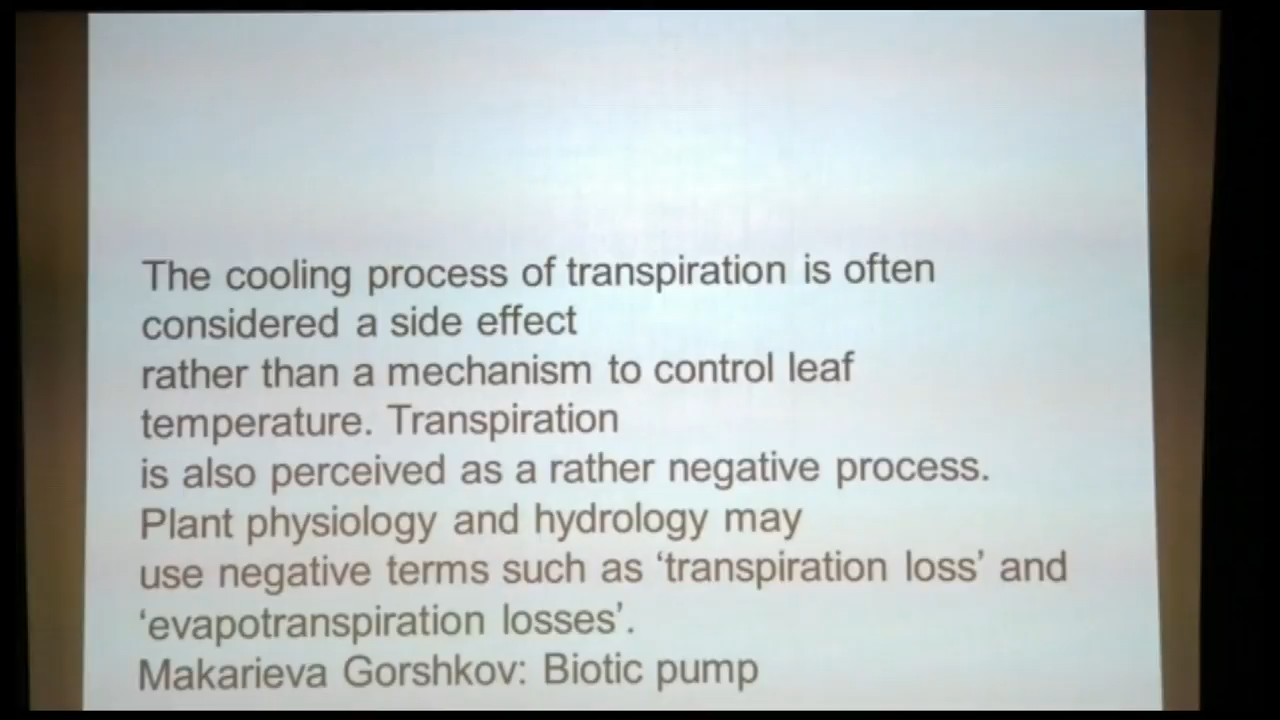 The cooling process of transpiration is often
considered a side effect
rather than a mechanism to control leaf
temperature. Transpiration
is also perceived as a rather negative process.
Plant physiology and hydrology may
use negative terms such as ‘transpiration loss’ and
‘evapotranspiration losses’.
Makarieva Gorshkov: Biotic pump